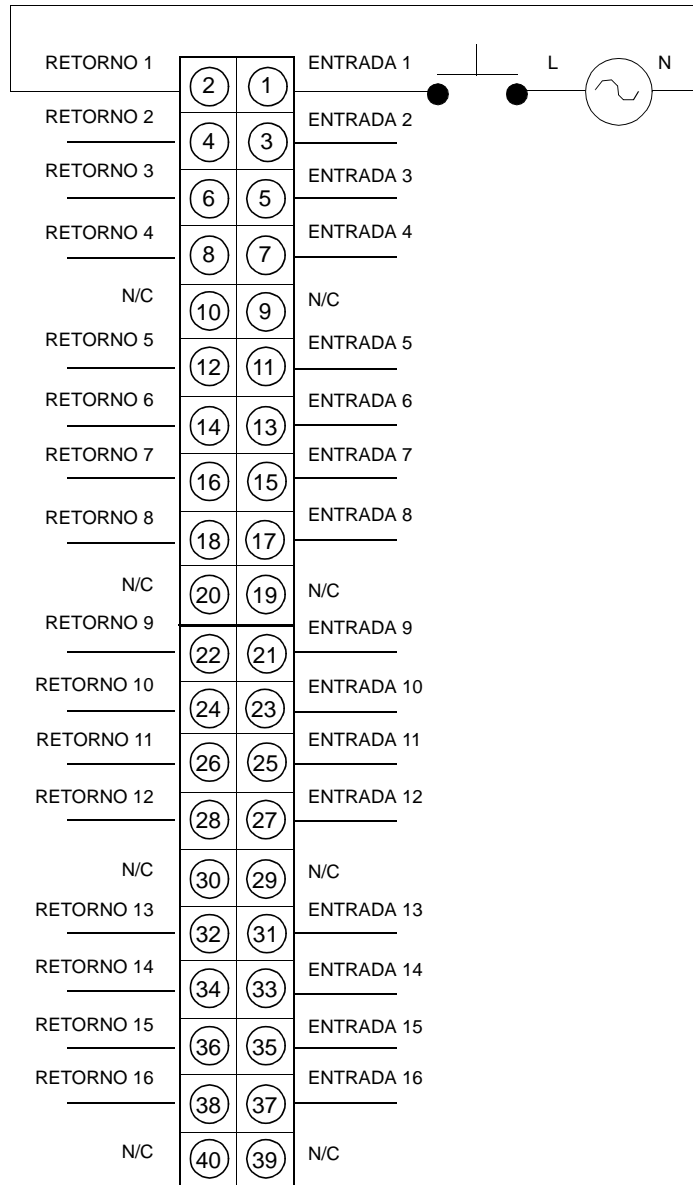 RETORNO 1 2 1 ENTRADA 1 L N
RETORNO 2 4 3 ENTRADA 2
RETORNO 3 6 5 ENTRADA 3
RETORNO 4 8 7 ENTRADA 4
N/C 10 9 N/C
RETORNO 5 12 11 ENTRADA 5
RETORNO 6 14 13 ENTRADA 6
RETORNO 7 16 15 ENTRADA 7
RETORNO 8 18 17 ENTRADA 8
N/C 20 19 N/C
RETORNO 9 22 21 ENTRADA 9
RETORNO 10 24 23 ENTRADA 10
RETORNO 11 26 25 ENTRADA 11
RETORNO 12 28 27 ENTRADA 12
N/C 30 29 N/C
RETORNO 13 32 31 ENTRADA 13
RETORNO 14 34 33 ENTRADA 14
RETORNO 15 36 35 ENTRADA 15
RETORNO 16 38 37 ENTRADA 16
N/C 40 39 N/C